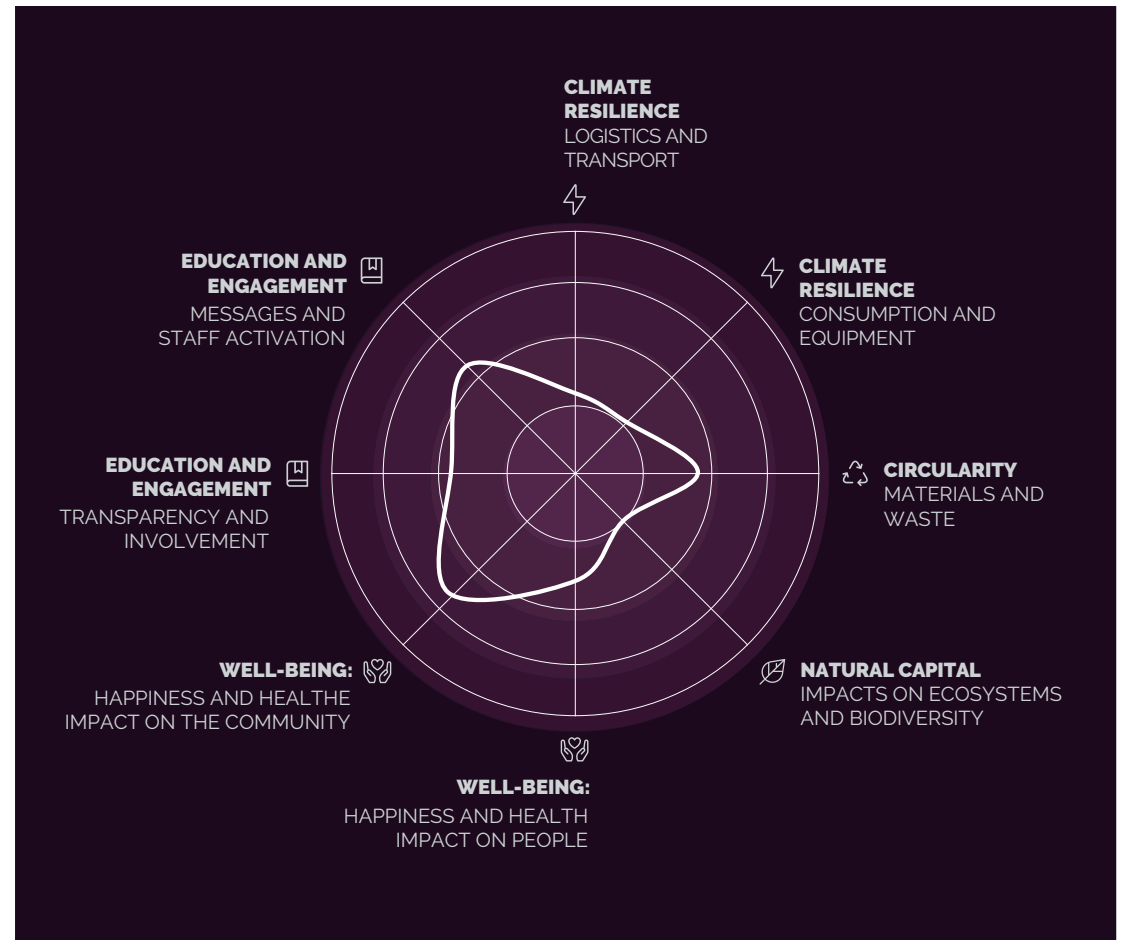 CLIMATE
RESILIENCE
LOGISTICS AND
TRANSPORT
EDUCATION AND
ENGAGEMENT
MESSAGES AND
STAFF ACTIVATION
CLIMATE
RESILIENCE
CONSUMPTION AND
EQUIPMENT
EDUCATION AND
ENGAGEMENT
TRANSPARENCY AND
INVOLVEMENT
CIRCULARITY
MATERIALS AND
WASTE
WELL-BEING:
HAPPINESS AND HEALTHE
IMPACT ON THE COMMUNITY
NATURAL CAPITAL
IMPACTS ON ECOSYSTEMS
AND BIODIVERSITY
WELL-BEING:
HAPPINESS AND HEALTH
IMPACT ON PEOPLE